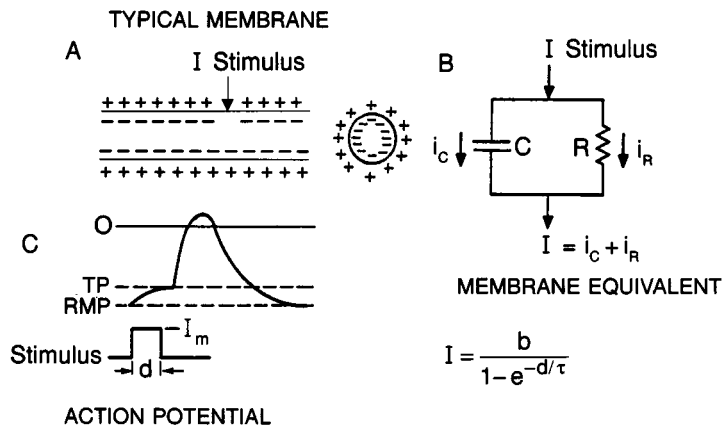 TYPICAL MEMBRANE
A
I Stimulus
+ + + + + + + + + + + +
− − − − − − − − − − −
− − − − − − − − − − − − −
+ + + + + + + + + + + +
B
I Stimulus
i_C C R i_R
I = i_C + i_R
MEMBRANE EQUIVALENT
C
O
TP
RMP
I_m
Stimulus
d
I = b / (1 − e^{−d/τ})
ACTION POTENTIAL